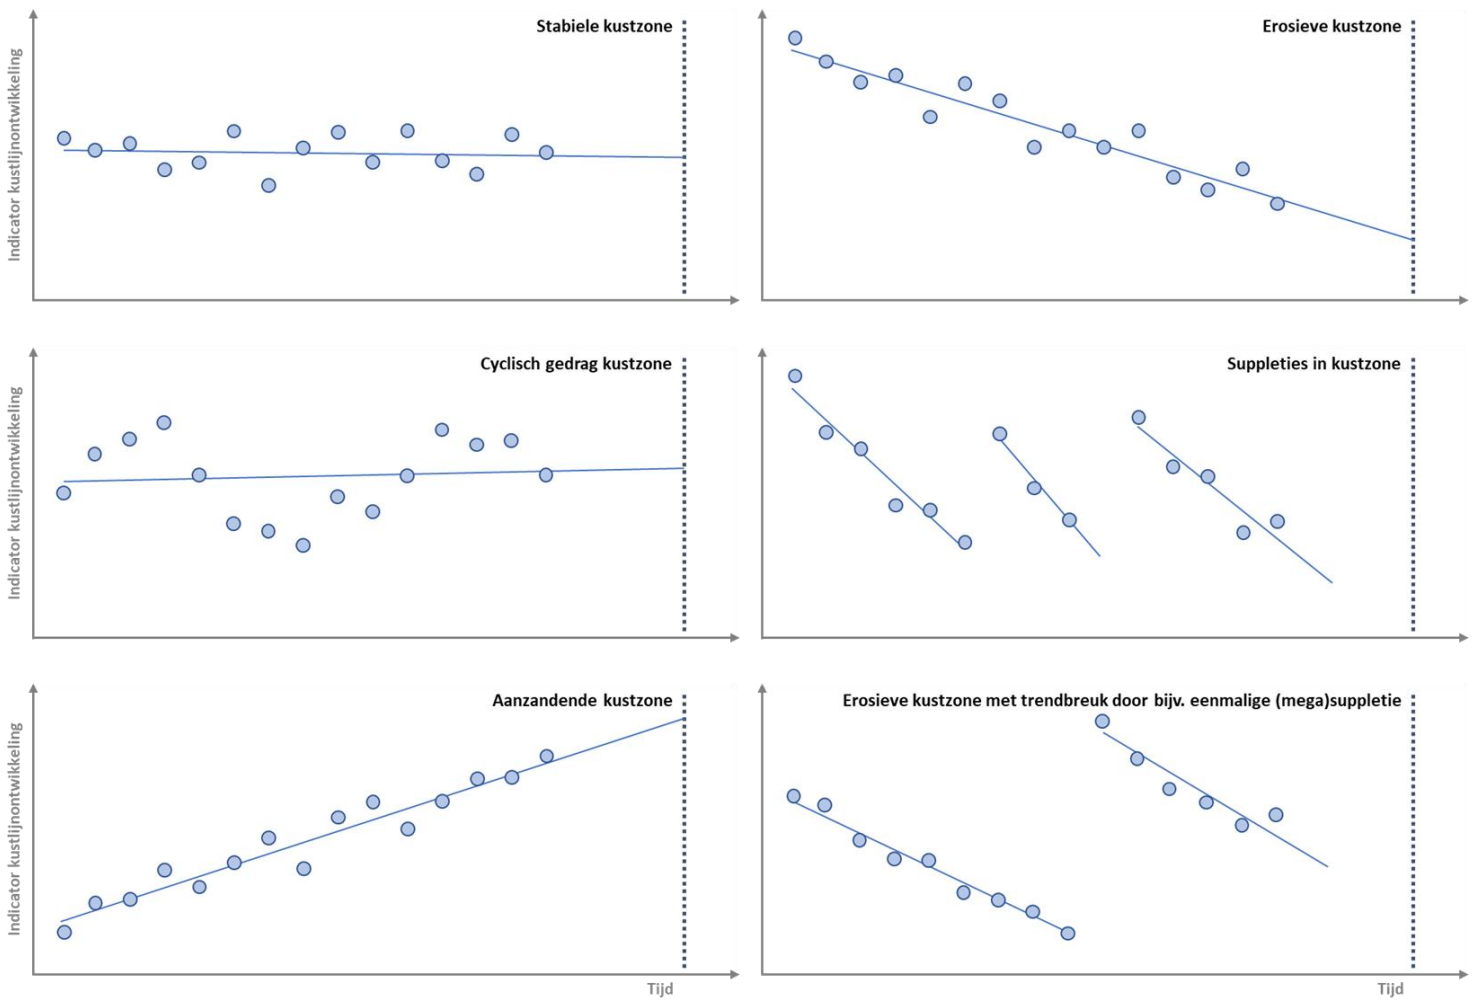 Stabiele kustzone
Indicator kustlijnontwikkeling
Erosieve kustzone
Cyclisch gedrag kustzone
Indicator kustlijnontwikkeling
Suppleties in kustzone
Aanzandende kustzone
Indicator kustlijnontwikkeling
Tijd
Erosieve kustzone met trendbreuk door bijv. eenmalige (mega)suppletie
Tijd